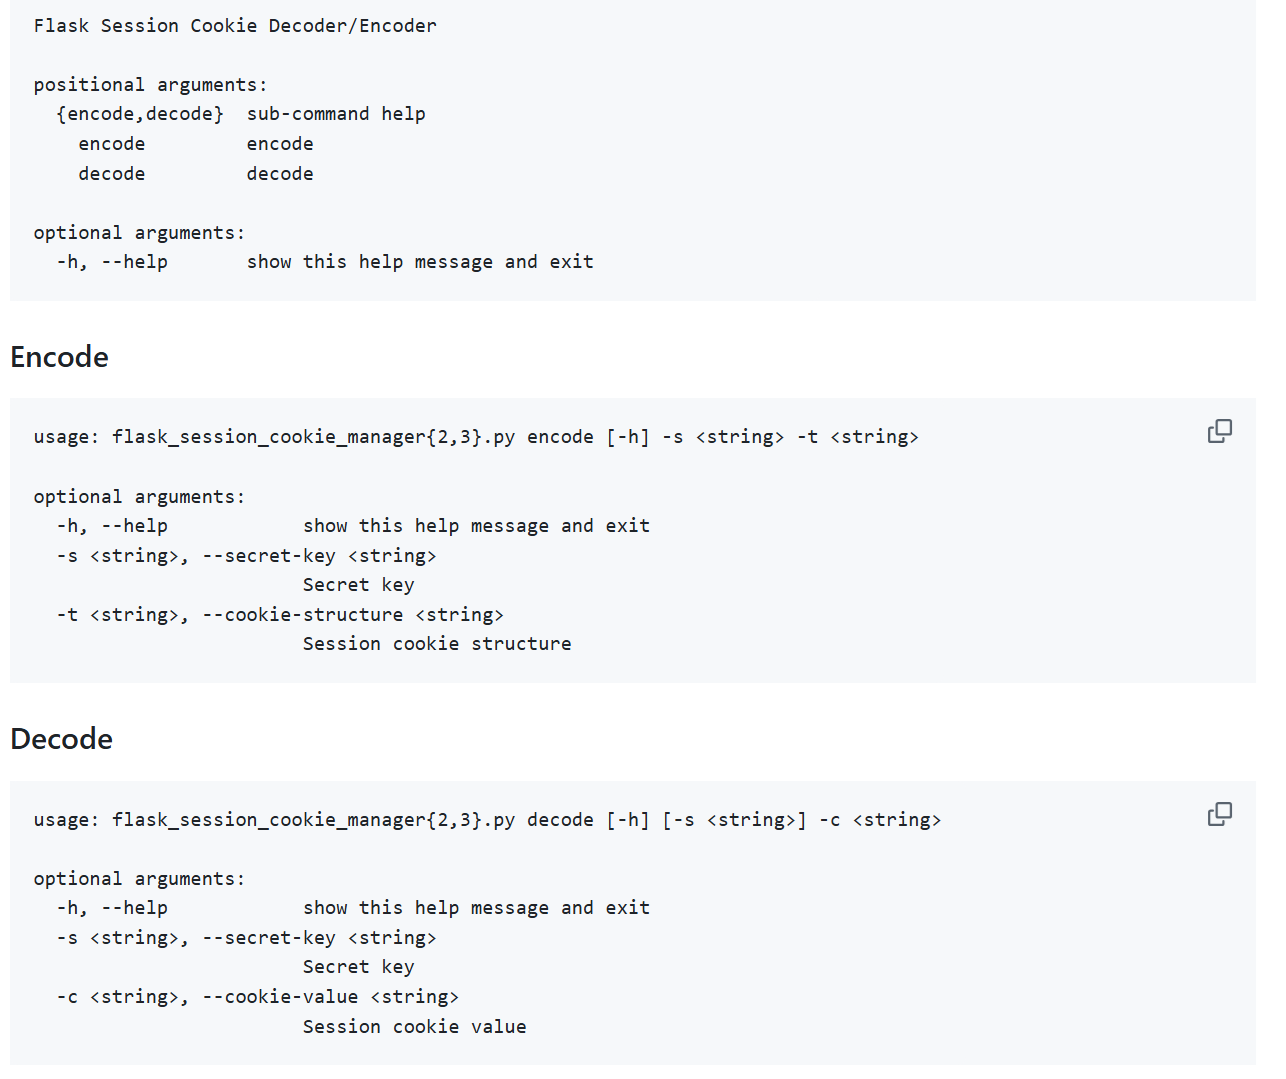 Flask Session Cookie Decoder/Encoder
positional arguments:
{encode,decode}  sub-command help
encode         encode
decode         decode
optional arguments:
-h, --help       show this help message and exit
Encode
usage: flask_session_cookie_manager{2,3}.py encode [-h] -s <string> -t <string>
optional arguments:
-h, --help            show this help message and exit
-s <string>, --secret-key <string>
Secret key
-t <string>, --cookie-structure <string>
Session cookie structure
Decode
usage: flask_session_cookie_manager{2,3}.py decode [-h] [-s <string>] -c <string>
optional arguments:
-h, --help            show this help message and exit
-s <string>, --secret-key <string>
Secret key
-c <string>, --cookie-value <string>
Session cookie value